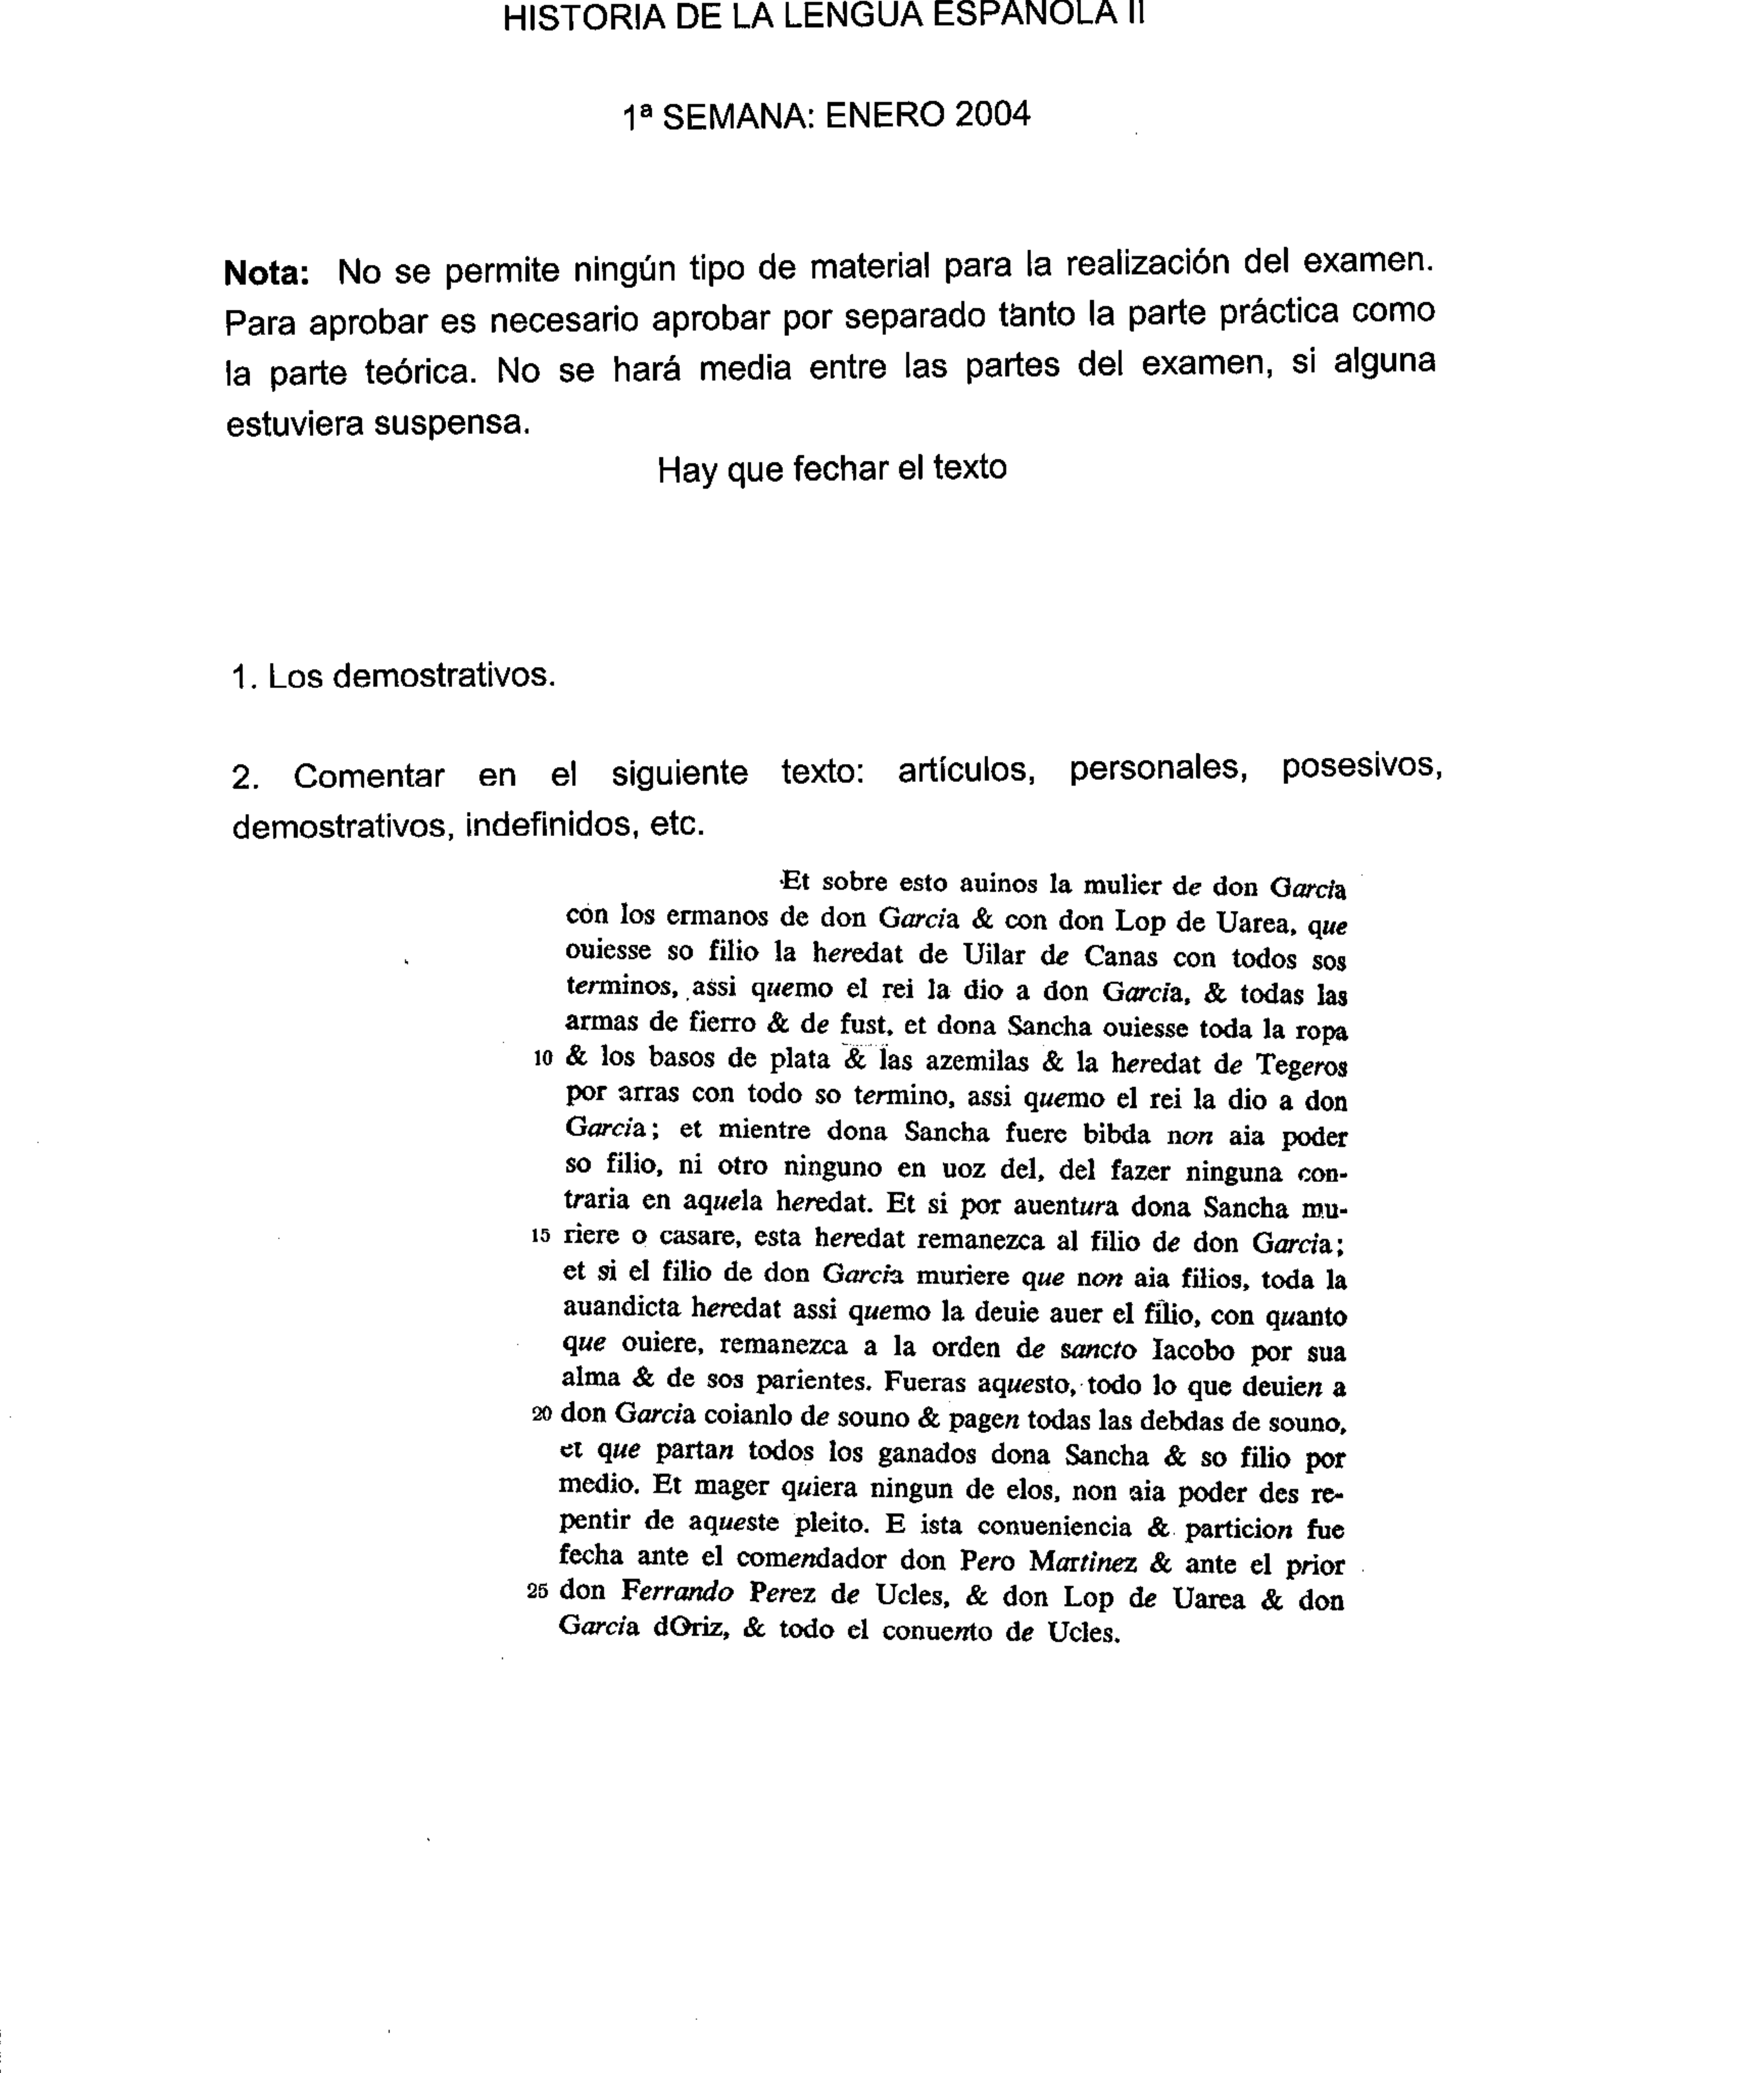 HISTORIA DE LA LENGUA ESPAÑOLA II
1ª SEMANA: ENERO 2004
Nota: No se permite ningún tipo de material para la realización del examen.
Para aprobar es necesario aprobar por separado tanto la parte práctica como
la parte teórica. No se hará media entre las partes del examen, si alguna
estuviera suspensa.
Hay que fechar el texto
1. Los demostrativos.
2. Comentar en el siguiente texto: artículos, personales, posesivos,
demostrativos, indefinidos, etc.
Et sobre esto auinos la mulier de don Garcia
con los ermanos de don Garcia & con don Lop de Uarea, que
ouiesse so filio la heredat de Uilar de Canas con todos sos
terminos, assi quemo el rei la dio a don Garcia, & todas las
armas de fierro & de fust, et dona Sancha ouiesse toda la ropa
10 & los basos de plata & las azemilas & la heredat de Tegeros
por arras con todo so termino, assi quemo el rei la dio a don
Garcia; et mientre dona Sancha fuere bibda non aia poder
so filio, ni otro ninguno en uoz del, del fazer ninguna con-
traria en aquela heredat. Et si por auentura dona Sancha mu-
15 riere o casare, esta heredat remanezca al filio de don Garcia;
et si el filio de don Garcia muriere que non aia filios, toda la
auandicta heredat assi quemo la deuie auer el filio, con quanto
que ouiere, remanezca a la orden de sancto Iacobo por sua
alma & de sos parientes. Fueras aquesto, todo lo que deuien a
20 don Garcia coianlo de souno & pagen todas las debdas de souno,
et que partan todos los ganados dona Sancha & so filio por
medio. Et mager quiera ningun de elos, non aia poder des re-
pentir de aqueste pleito. E ista conueniencia & particion fue
fecha ante el comendador don Pero Martinez & ante el prior
25 don Ferrando Perez de Ucles, & don Lop de Uarea & don
Garcia dOriz, & todo el conuento de Ucles.